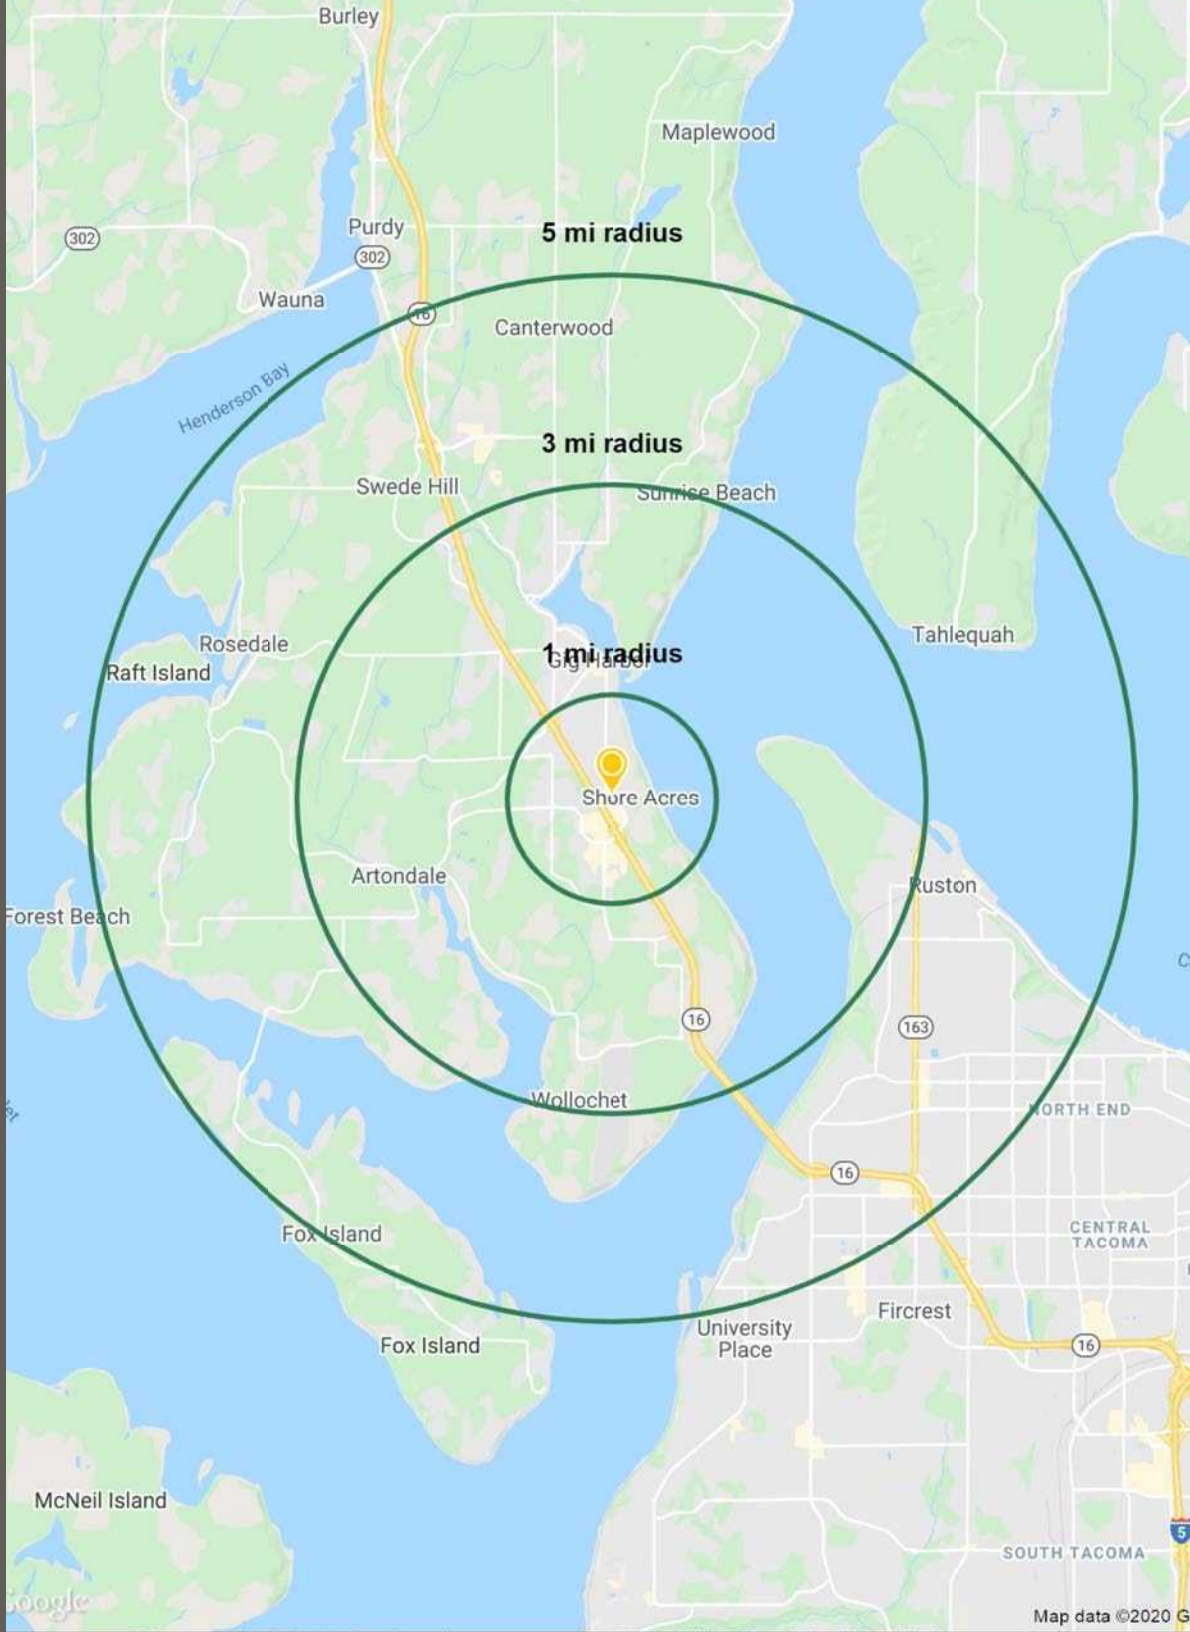 Burley
Maplewood
Purdy
302
302
5 mi radius
Wauna
16
Canterwood
Henderson Bay
3 mi radius
Swede Hill
Sunrise Beach
Tahlequah
Rosedale
1 mi radius
Gig Harbor
Raft Island
Shore Acres
Artondale
Ruston
Forest Beach
16
163
Wollochet
NORTH END
16
Fox Island
CENTRAL
TACOMA
Fircrest
University
Place
Fox Island
16
McNeil Island
5
SOUTH TACOMA
Google
Map data ©2020 G